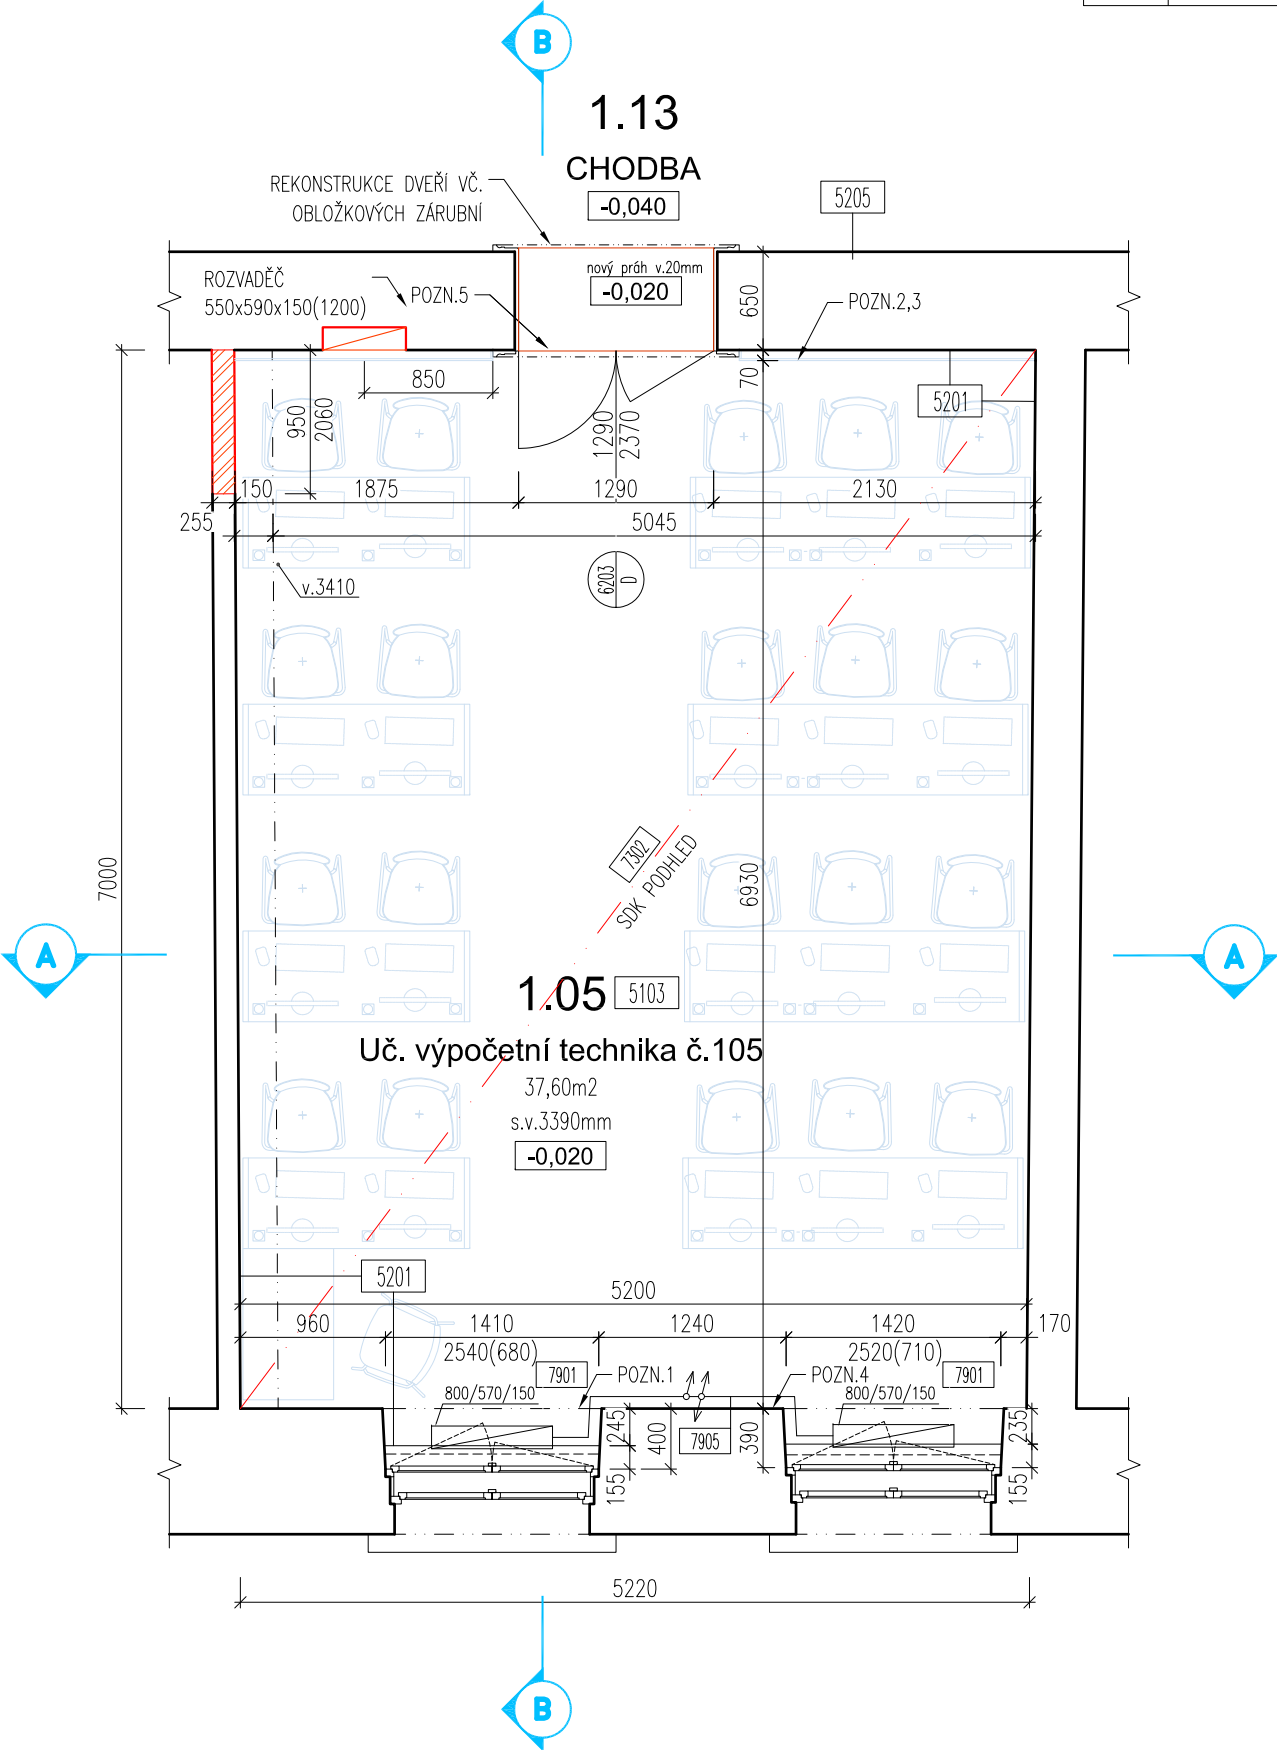 B
1.13
CHODBA
-0,040
REKONSTRUKCE DVEŘÍ VČ.
OBLOŽKOVÝCH ZÁRUBNÍ
5205
ROZVADĚČ
550x590x150(1200)
POZN.5
nový práh v.20mm
-0,020
650
POZN.2,3
850
70
5201
950
2060
1290
2370
150
1875
1290
2130
255
5045
v.3410
6203
D
7302
SDK PODHLED
7000
6930
A
A
1.05
5103
Uč. výpočetní technika č.105
37,60m2
s.v.3390mm
-0,020
5201
5200
960
1410
1240
1420
170
2540(680)
2520(710)
7901
POZN.1
POZN.4
7901
800/570/150
800/570/150
245
400
7905
390
235
155
155
5220
B